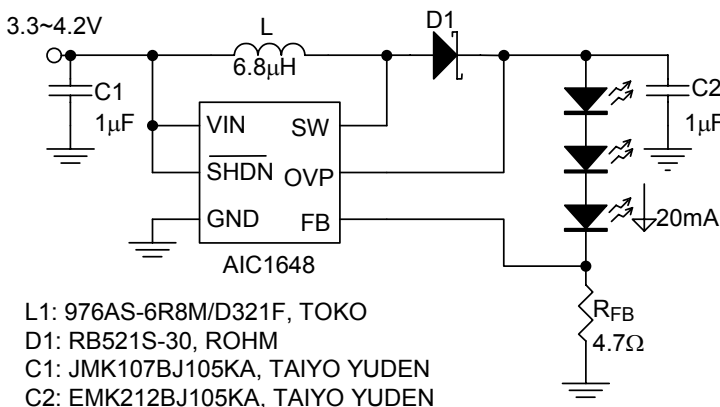 3.3~4.2V
L
6.8μH
D1
C1
1μF
VIN
SW
SHDN
OVP
GND
FB
AIC1648
C2
1μF
20mA
RFB
4.7Ω
L1: 976AS-6R8M/D321F, TOKO
D1: RB521S-30, ROHM
C1: JMK107BJ105KA, TAIYO YUDEN
C2: EMK212BJ105KA, TAIYO YUDEN